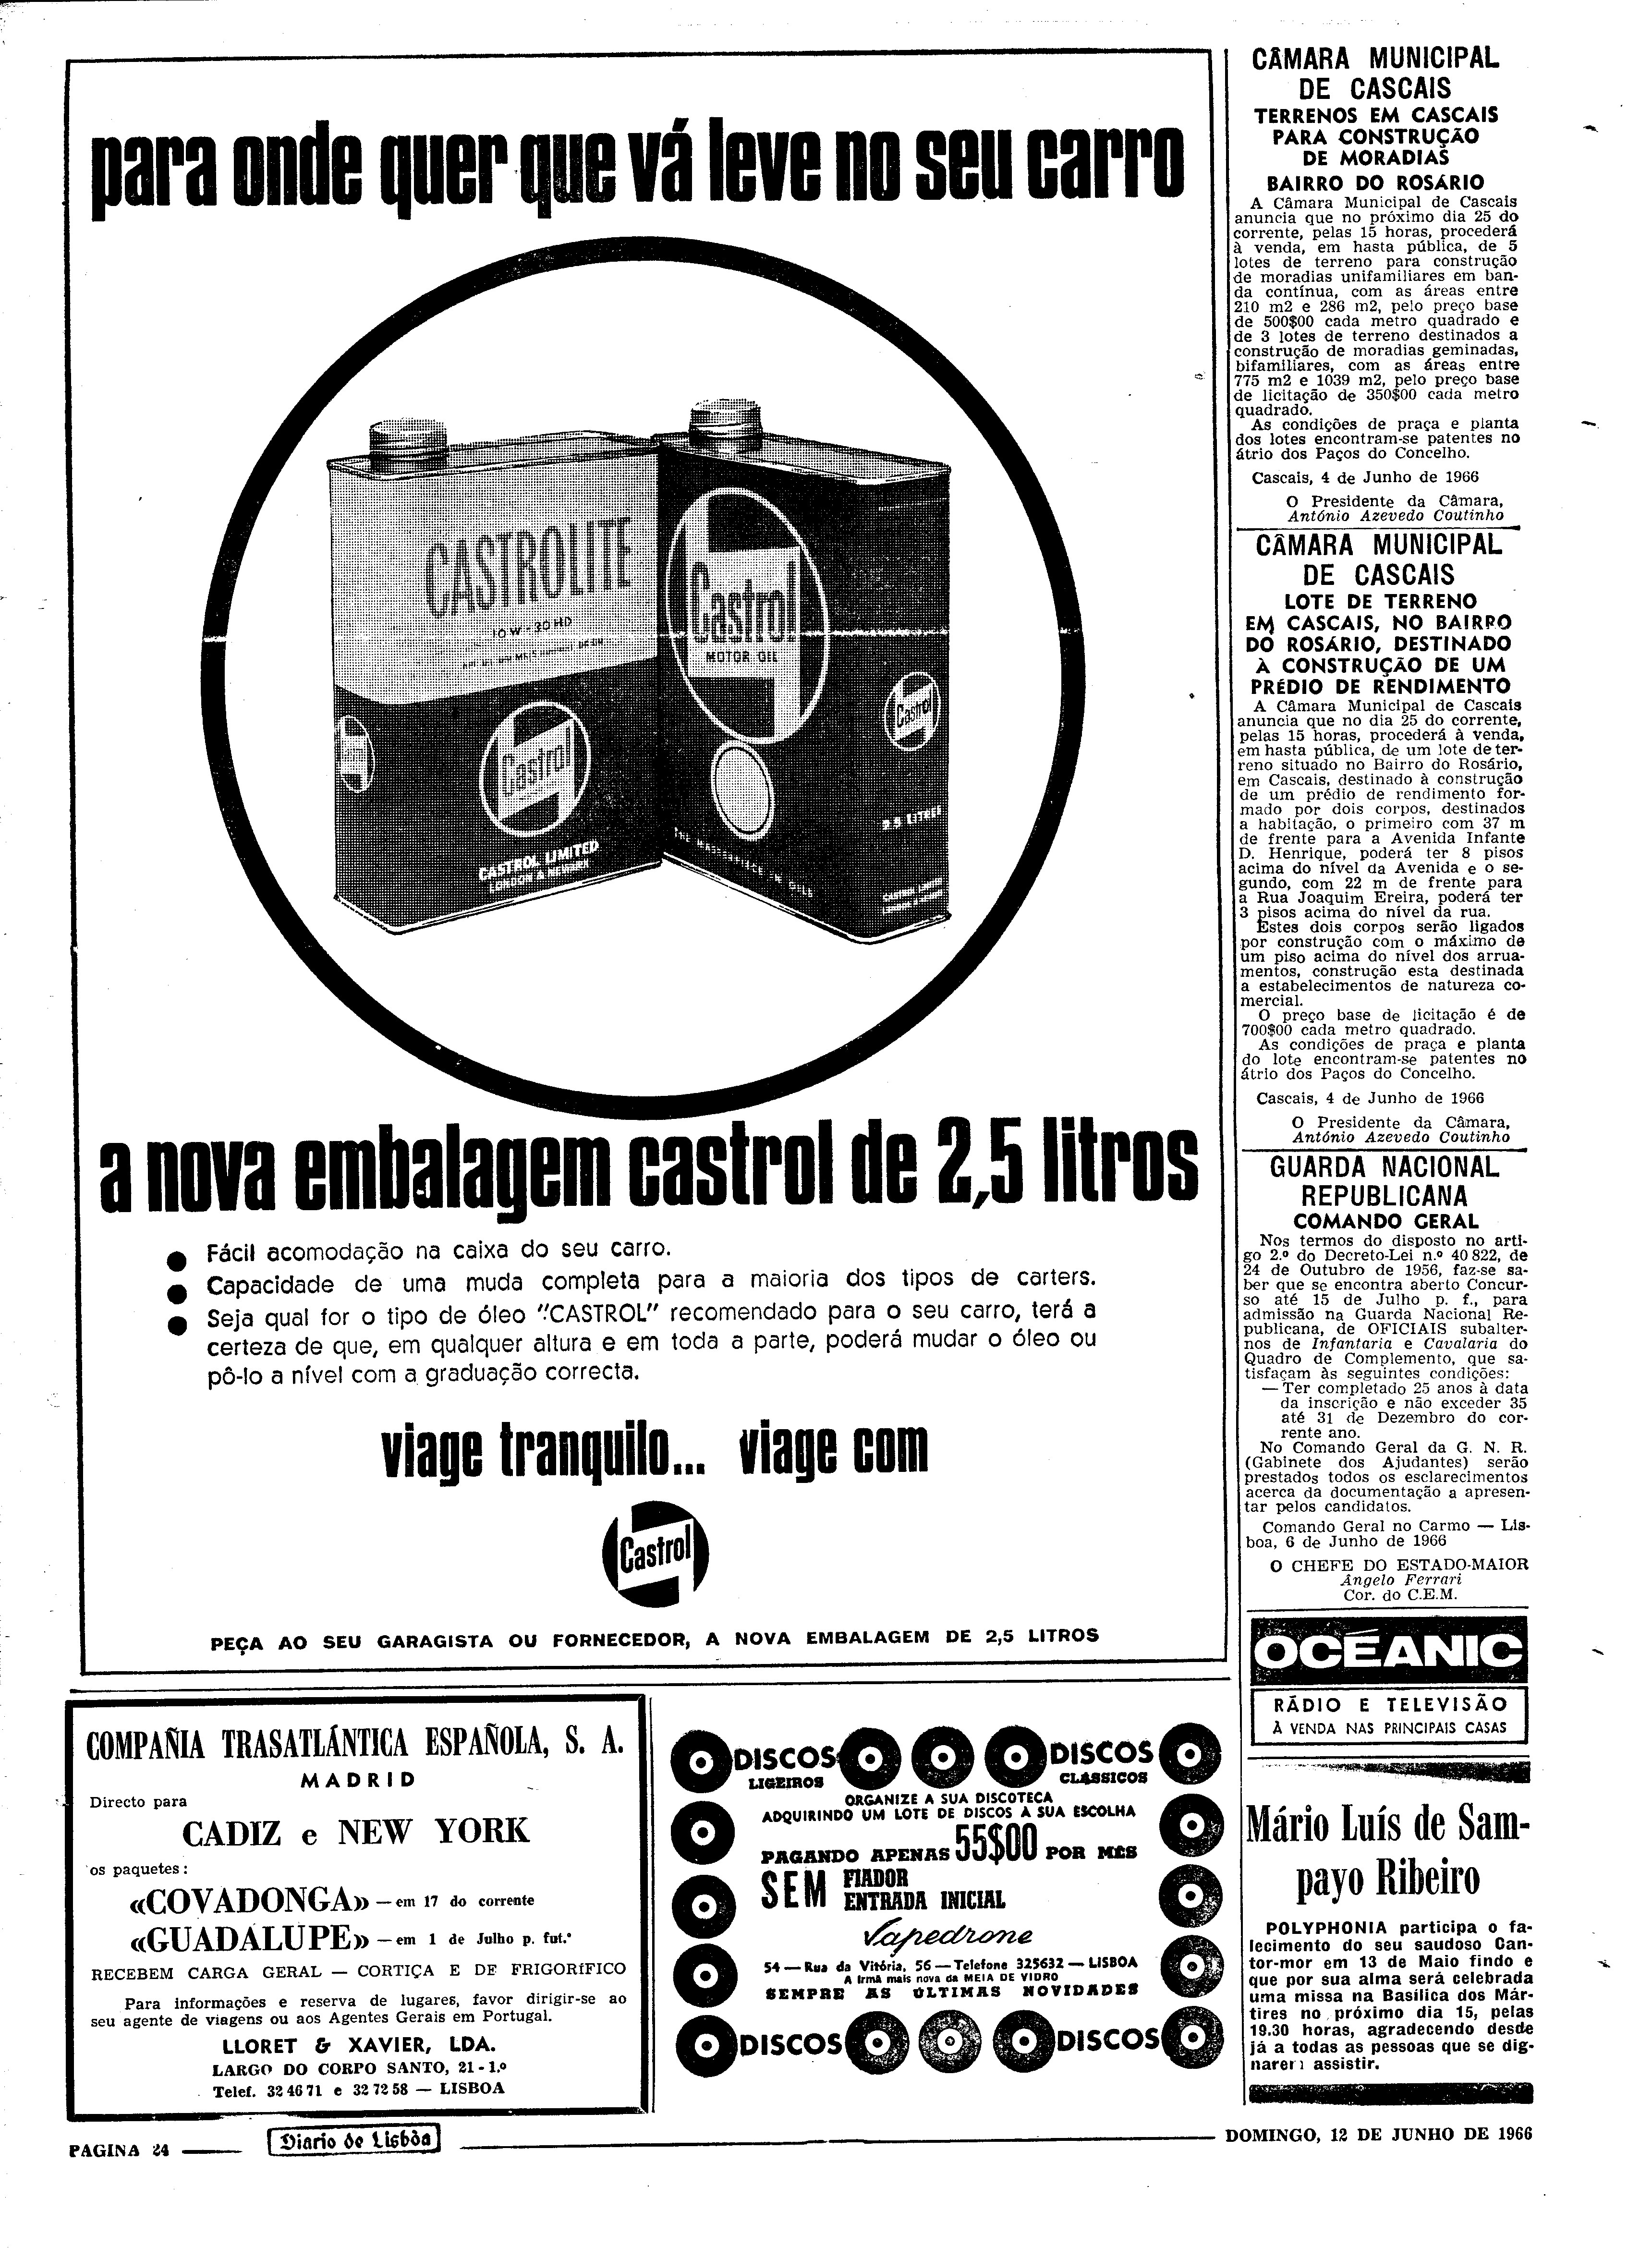 para onde quer que vá leve no seu carro
CASTROLITE
10W-30HD
Castrol
CASTROL LIMITED
LONDON & NEWYORK
Castrol
MOTOR OIL
Castrol
2.5 LITRES
THE MASTERPIECE IN OILS
CASTROL LIMITED
a nova embalagem castrol de 2,5 litros
● Fácil acomodação na caixa do seu carro.
● Capacidade de uma muda completa para a maioria dos tipos de carters.
● Seja qual for o tipo de óleo "CASTROL" recomendado para o seu carro, terá a
certeza de que, em qualquer altura e em toda a parte, poderá mudar o óleo ou
pô-lo a nível com a graduação correcta.
viage tranquilo... viage com
Castrol
PEÇA AO SEU GARAGISTA OU FORNECEDOR, A NOVA EMBALAGEM DE 2,5 LITROS
CÂMARA MUNICIPAL
DE CASCAIS
TERRENOS EM CASCAIS
PARA CONSTRUÇÃO
DE MORADIAS
BAIRRO DO ROSÁRIO
A Câmara Municipal de Cascais
anuncia que no próximo dia 25 do
corrente, pelas 15 horas, procederá
à venda, em hasta pública, de 5
lotes de terreno para construção
de moradias unifamiliares em ban-
da contínua, com as áreas entre
210 m2 e 286 m2, pelo preço base
de 500$00 cada metro quadrado e
de 3 lotes de terreno destinados a
construção de moradias geminadas,
bifamiliares, com as áreas entre
775 m2 e 1039 m2, pelo preço base
de licitação de 350$00 cada metro
quadrado.
As condições de praça e planta
dos lotes encontram-se patentes no
átrio dos Paços do Concelho.
Cascais, 4 de Junho de 1966
O Presidente da Câmara,
António Azevedo Coutinho
CÂMARA MUNICIPAL
DE CASCAIS
LOTE DE TERRENO
EM CASCAIS, NO BAIRRO
DO ROSÁRIO, DESTINADO
À CONSTRUÇÃO DE UM
PRÉDIO DE RENDIMENTO
A Câmara Municipal de Cascais
anuncia que no dia 25 do corrente,
pelas 15 horas, procederá à venda,
em hasta pública, de um lote de ter-
reno situado no Bairro do Rosário,
em Cascais, destinado à construção
de um prédio de rendimento for-
mado por dois corpos, destinados
a habitação, o primeiro com 37 m
de frente para a Avenida Infante
D. Henrique, poderá ter 8 pisos
acima do nível da Avenida e o se-
gundo, com 22 m de frente para
a Rua Joaquim Ereira, poderá ter
3 pisos acima do nível da rua.
Estes dois corpos serão ligados
por construção com o máximo de
um piso acima do nível dos arrua-
mentos, construção esta destinada
a estabelecimentos de natureza co-
mercial.
O preço base de licitação é de
700$00 cada metro quadrado.
As condições de praça e planta
do lote encontram-se patentes no
átrio dos Paços do Concelho.
Cascais, 4 de Junho de 1966
O Presidente da Câmara,
António Azevedo Coutinho
GUARDA NACIONAL
REPUBLICANA
COMANDO GERAL
Nos termos do disposto no arti-
go 2.º do Decreto-Lei n.º 40 822, de
24 de Outubro de 1956, faz-se sa-
ber que se encontra aberto Concur-
so até 15 de Julho p. f., para
admissão na Guarda Nacional Re-
publicana, de OFICIAIS subalter-
nos de Infantaria e Cavalaria do
Quadro de Complemento, que sa-
tisfaçam às seguintes condições:
— Ter completado 25 anos à data
da inscrição e não exceder 35
até 31 de Dezembro do cor-
rente ano.
No Comando Geral da G. N. R.
(Gabinete dos Ajudantes) serão
prestados todos os esclarecimentos
acerca da documentação a apresen-
tar pelos candidatos.
Comando Geral no Carmo — Lis-
boa, 6 de Junho de 1966
O CHEFE DO ESTADO-MAIOR
Ângelo Ferrari
Cor. do C.E.M.
OCÉANIC
RÁDIO E TELEVISÃO
À VENDA NAS PRINCIPAIS CASAS
Mário Luís de Sam-
payo Ribeiro
POLYPHONIA participa o fa-
lecimento do seu saudoso Can-
tor-mor em 13 de Maio findo e
que por sua alma será celebrada
uma missa na Basílica dos Már-
tires no próximo dia 15, pelas
19.30 horas, agradecendo desde
já a todas as pessoas que se dig-
narem assistir.
COMPAÑIA TRASATLÁNTICA ESPAÑOLA, S. A.
MADRID
Directo para
CADIZ e NEW YORK
os paquetes:
«COVADONGA» — em 17 do corrente
«GUADALUPE» — em 1 de Julho p. fut.º
RECEBEM CARGA GERAL — CORTIÇA E DE FRIGORíFICO
Para informações e reserva de lugares, favor dirigir-se ao
seu agente de viagens ou aos Agentes Gerais em Portugal.
LLORET & XAVIER, LDA.
LARGO DO CORPO SANTO, 21-1.º
Telef. 32 46 71 e 32 72 58 — LISBOA
DISCOS DISCOS
LIGEIROS CLÁSSICOS
ORGANIZE A SUA DISCOTECA
ADQUIRINDO UM LOTE DE DISCOS A SUA ESCOLHA
PAGANDO APENAS 55$00 POR MÊS
SEM FIADOR
ENTRADA INICIAL
Vapedrone
54 — Rua da Vitória, 56 — Telefone 325632 — LISBOA
A irmã mais nova da MEIA DE VIDRO
SEMPRE AS ÚLTIMAS NOVIDADES
DISCOS DISCOS
PAGINA 24
Diario de Lisbôa
DOMINGO, 12 DE JUNHO DE 1966